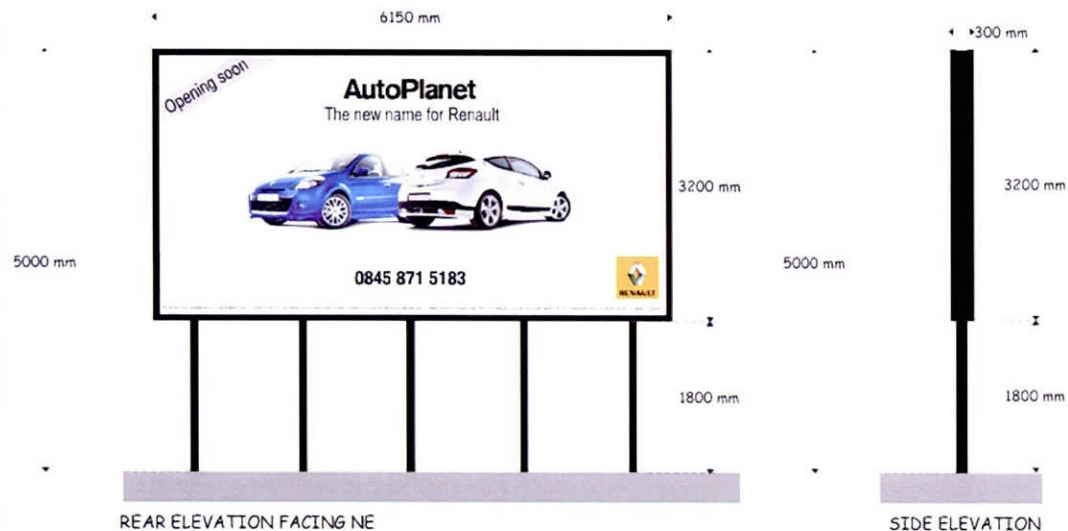 6150 mm
300 mm
Opening soon
AutoPlanet
The new name for Renault
3200 mm
3200 mm
5000 mm
5000 mm
0845 871 5183
RENAULT
1800 mm
1800 mm
REAR ELEVATION FACING NE
SIDE ELEVATION